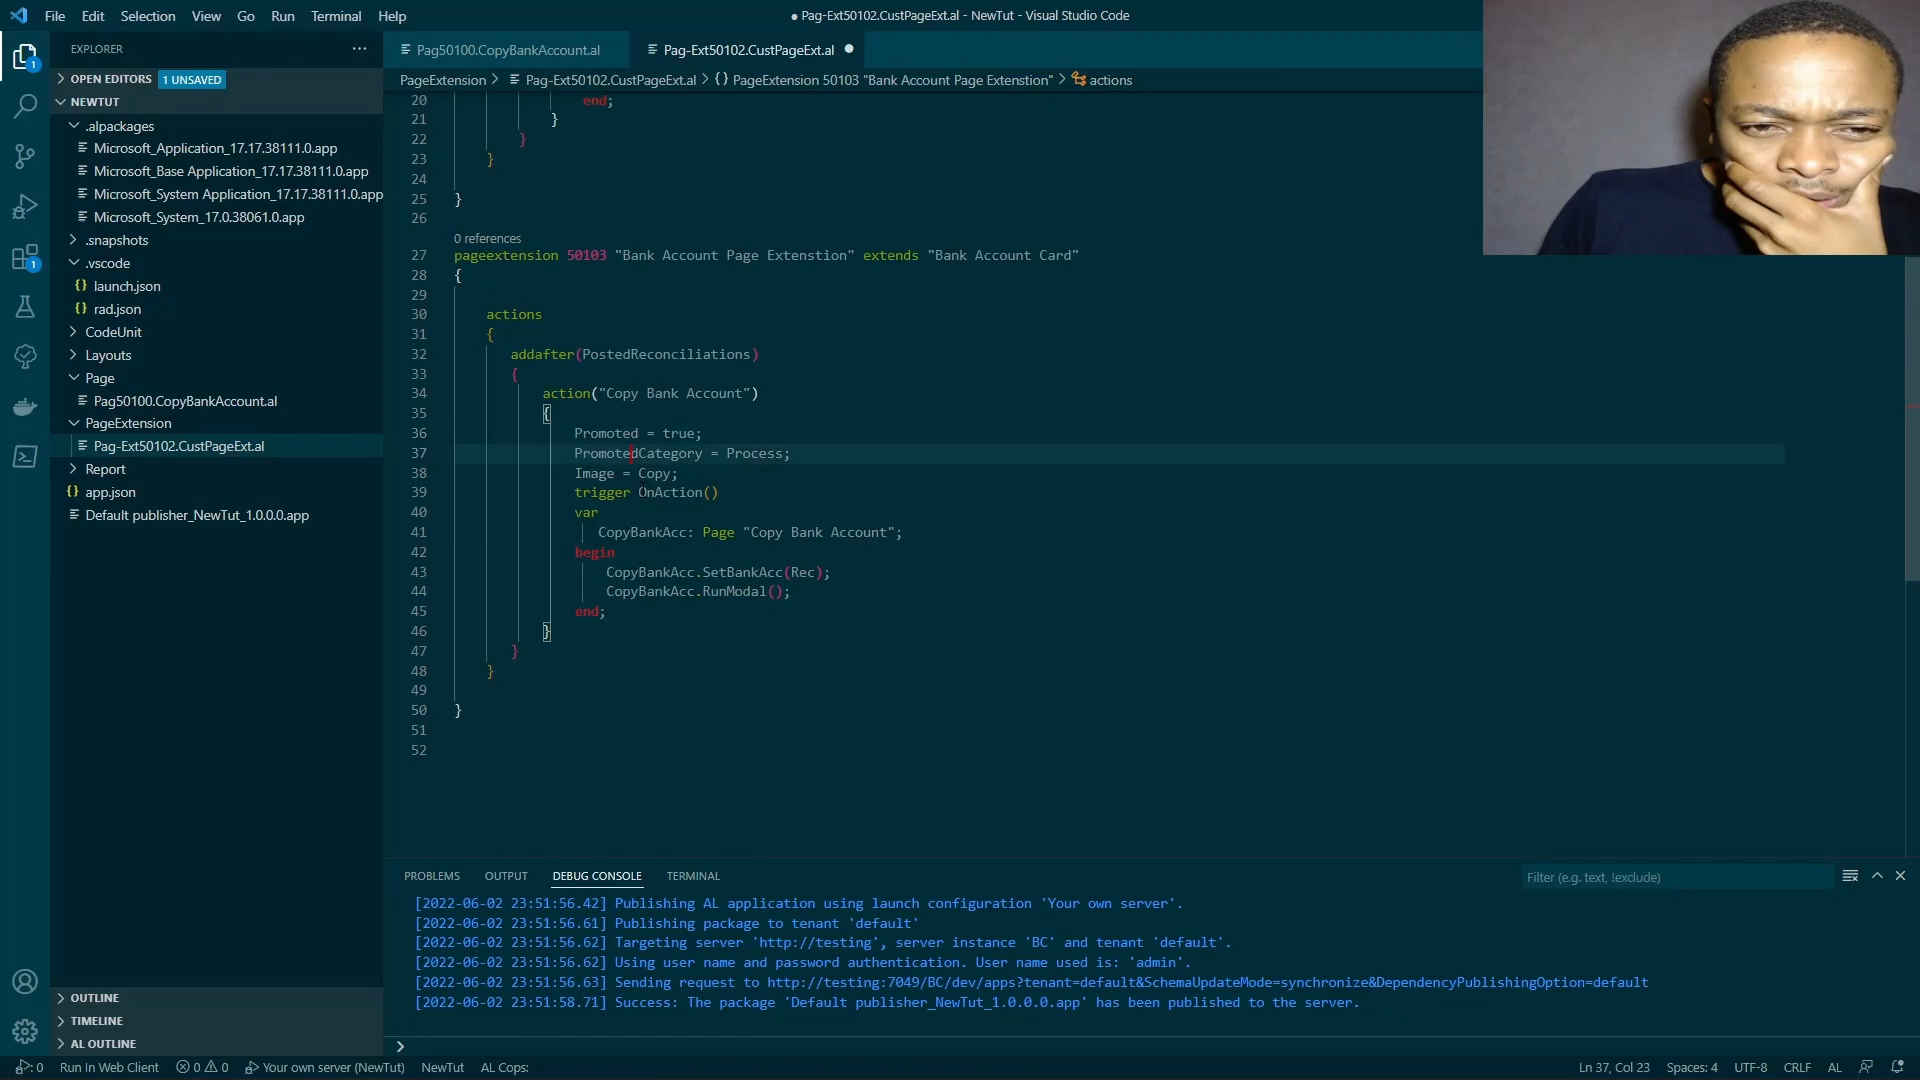 File Edit Selection View Go Run Terminal Help
● Pag-Ext50102.CustPageExt.al - NewTut - Visual Studio Code
EXPLORER
OPEN EDITORS 1 UNSAVED
NEWTUT
.alpackages
Microsoft_Application_17.17.38111.0.app
Microsoft_Base Application_17.17.38111.0.app
Microsoft_System Application_17.17.38111.0.app
Microsoft_System_17.0.38061.0.app
.snapshots
.vscode
launch.json
rad.json
CodeUnit
Layouts
Page
Pag50100.CopyBankAccount.al
PageExtension
Pag-Ext50102.CustPageExt.al
Report
app.json
Default publisher_NewTut_1.0.0.0.app
OUTLINE
TIMELINE
AL OUTLINE
Pag50100.CopyBankAccount.al Pag-Ext50102.CustPageExt.al
PageExtension > Pag-Ext50102.CustPageExt.al > {} PageExtension 50103 "Bank Account Page Extenstion" > actions
20 end;
21 }
22 }
23 }
24
25 }
26
0 references
27 pageextension 50103 "Bank Account Page Extenstion" extends "Bank Account Card"
28 {
29
30 actions
31 {
32 addafter(PostedReconciliations)
33 {
34 action("Copy Bank Account")
35 {
36 Promoted = true;
37 PromotedCategory = Process;
38 Image = Copy;
39 trigger OnAction()
40 var
41 CopyBankAcc: Page "Copy Bank Account";
42 begin
43 CopyBankAcc.SetBankAcc(Rec);
44 CopyBankAcc.RunModal();
45 end;
46 }
47 }
48 }
49
50 }
51
52
PROBLEMS OUTPUT DEBUG CONSOLE TERMINAL
Filter (e.g. text, !exclude)
[2022-06-02 23:51:56.42] Publishing AL application using launch configuration 'Your own server'.
[2022-06-02 23:51:56.61] Publishing package to tenant 'default'
[2022-06-02 23:51:56.62] Targeting server 'http://testing', server instance 'BC' and tenant 'default'.
[2022-06-02 23:51:56.62] Using user name and password authentication. User name used is: 'admin'.
[2022-06-02 23:51:56.63] Sending request to http://testing:7049/BC/dev/apps?tenant=default&SchemaUpdateMode=synchronize&DependencyPublishingOption=default
[2022-06-02 23:51:58.71] Success: The package 'Default publisher_NewTut_1.0.0.0.app' has been published to the server.
0 Run In Web Client 0 0 Your own server (NewTut) NewTut AL Cops: Ln 37, Col 23 Spaces: 4 UTF-8 CRLF AL
1
1